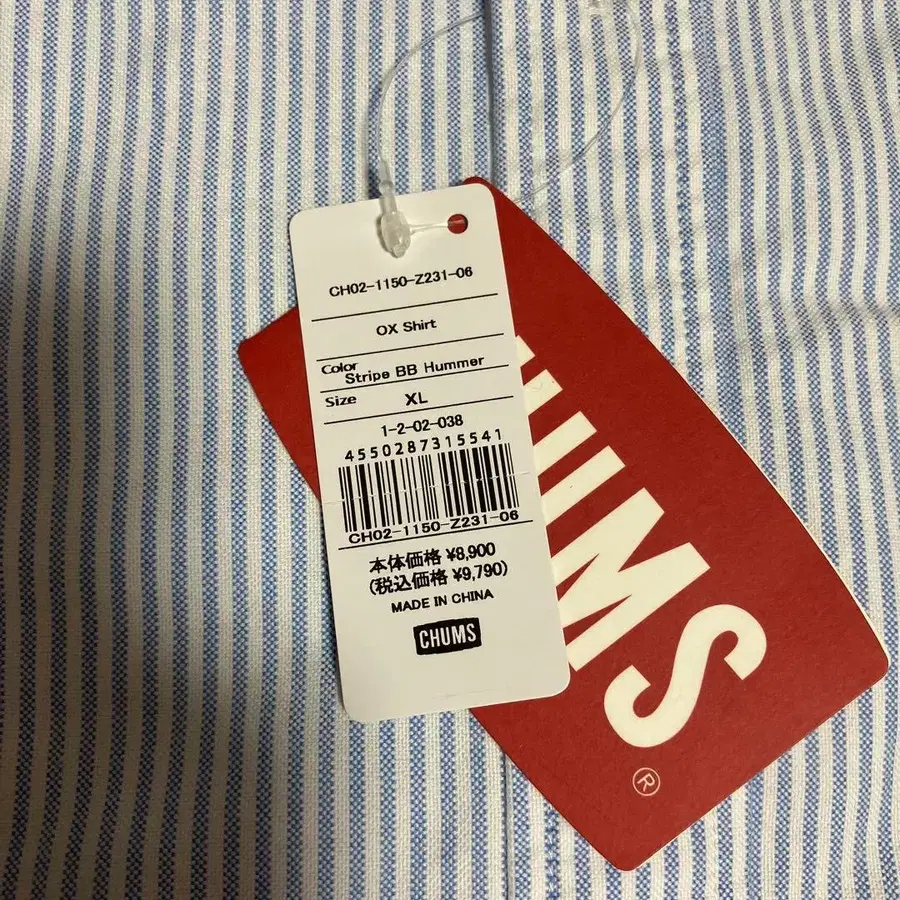 CH02-1150-Z231-06
OX Shirt
Color Stripe BB Hummer
Size XL
1-2-02-038
4550287315541
CH02-1150-Z231-06
本体価格 ¥8,900
(税込価格 ¥9,790)
MADE IN CHINA
CHUMS
UMS
®